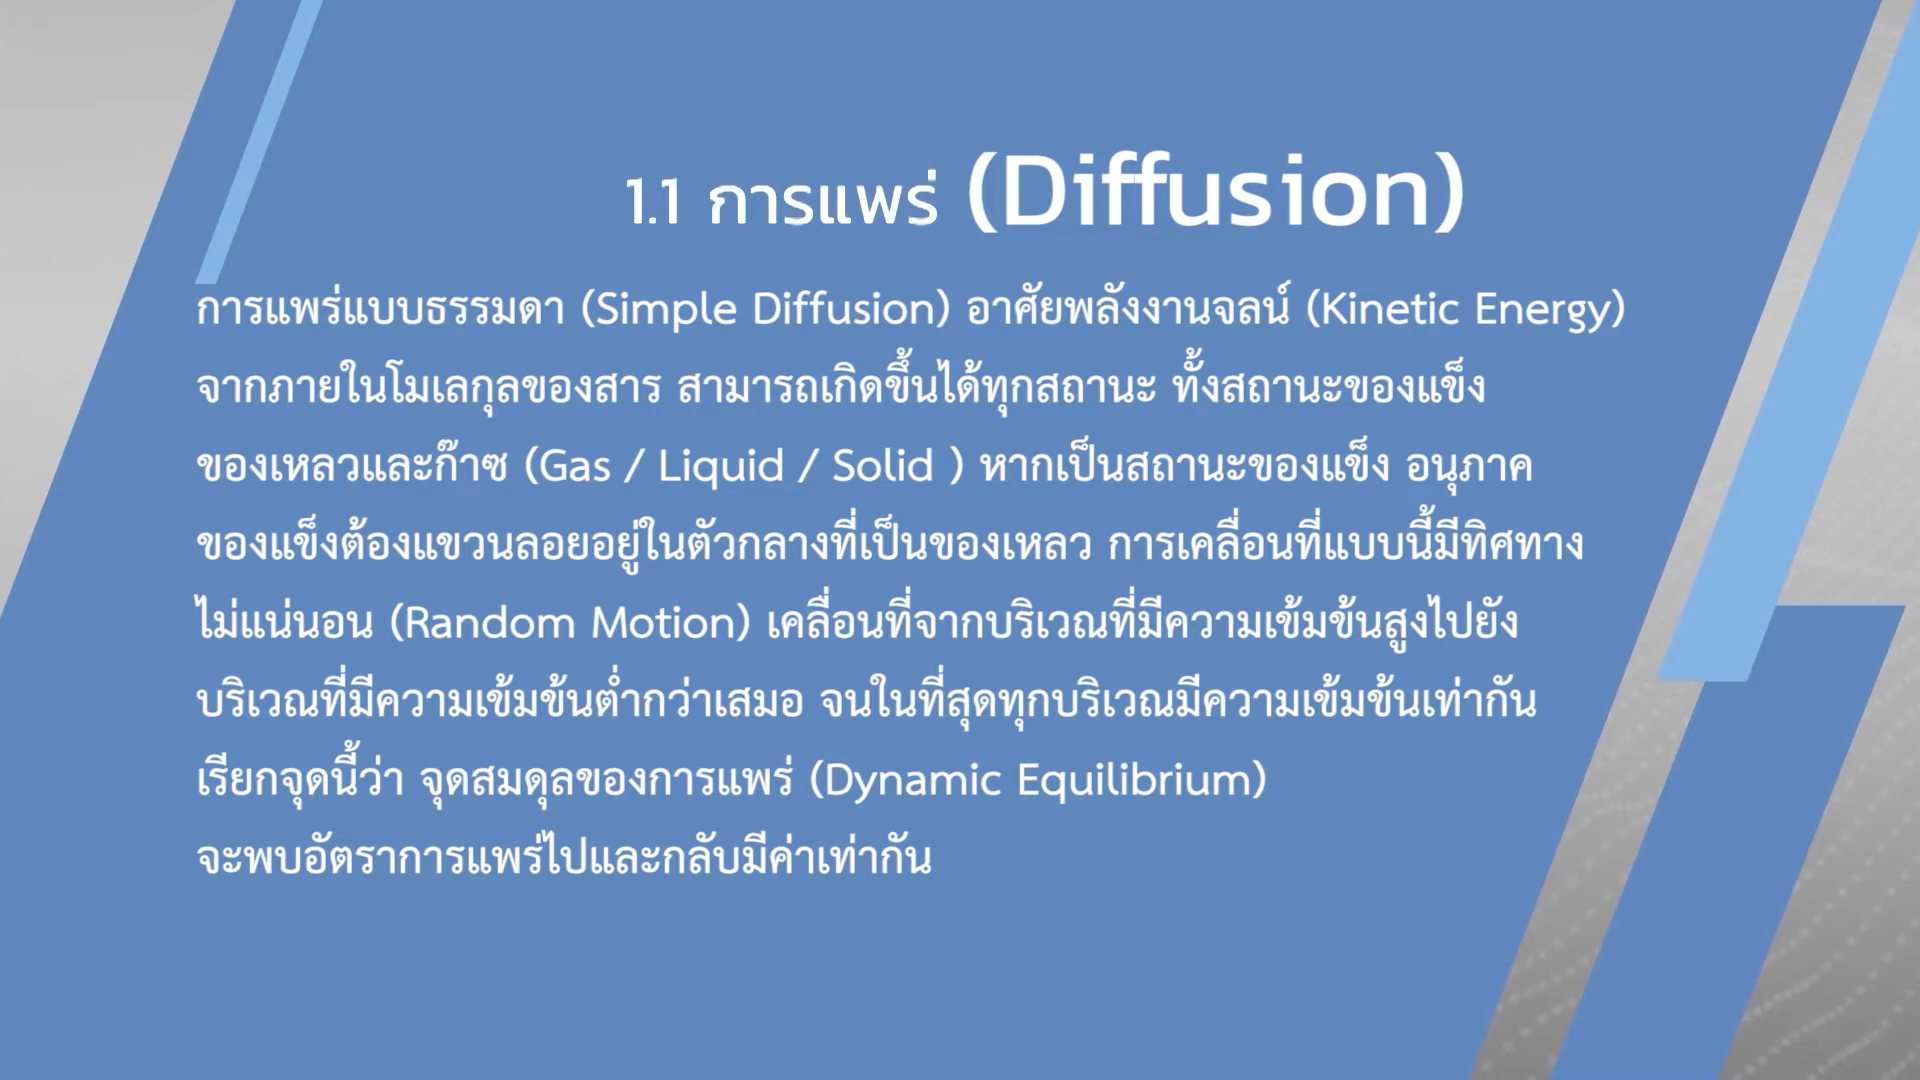 1.1 การแพร่ (Diffusion)
การแพร่แบบธรรมดา (Simple Diffusion) อาศัยพลังงานจลน์ (Kinetic Energy)
จากภายในโมเลกุลของสาร สามารถเกิดขึ้นได้ทุกสถานะ ทั้งสถานะของแข็ง
ของเหลวและก๊าซ (Gas / Liquid / Solid ) หากเป็นสถานะของแข็ง อนุภาค
ของแข็งต้องแขวนลอยอยู่ในตัวกลางที่เป็นของเหลว การเคลื่อนที่แบบนี้มีทิศทาง
ไม่แน่นอน (Random Motion) เคลื่อนที่จากบริเวณที่มีความเข้มข้นสูงไปยัง
บริเวณที่มีความเข้มข้นต่ำกว่าเสมอ จนในที่สุดทุกบริเวณมีความเข้มข้นเท่ากัน
เรียกจุดนี้ว่า จุดสมดุลของการแพร่ (Dynamic Equilibrium)
จะพบอัตราการแพร่ไปและกลับมีค่าเท่ากัน